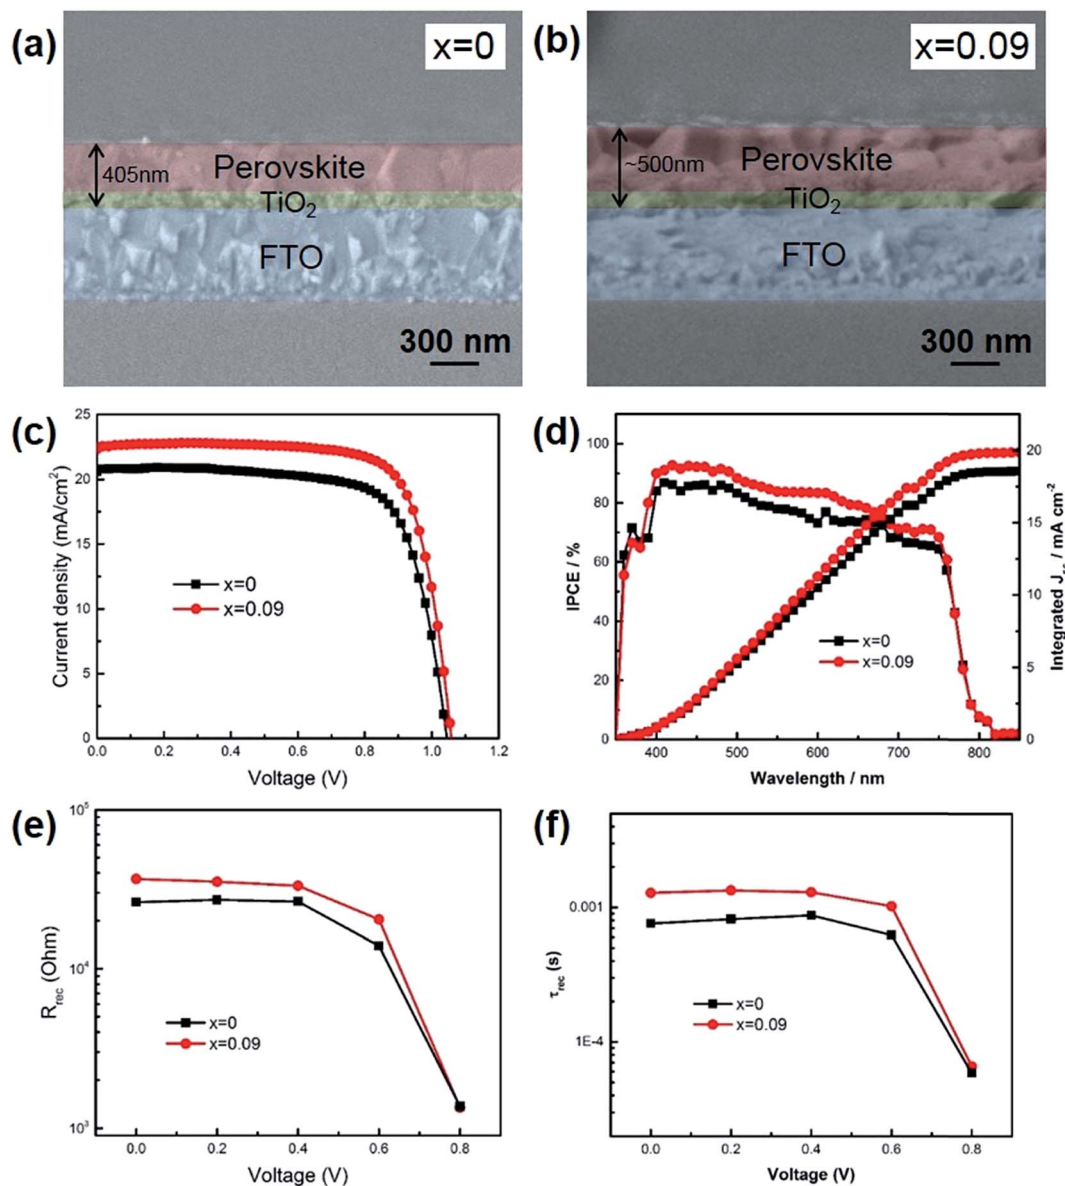 (a)
x=0
405nm
Perovskite
TiO2
FTO
300 nm
(b)
x=0.09
~500nm
Perovskite
TiO2
FTO
300 nm
(c)
Current density (mA/cm2)
25
20
15
10
5
0
x=0
x=0.09
0.0 0.2 0.4 0.6 0.8 1.0 1.2
Voltage (V)
(d)
IPCE / %
100
80
60
40
20
0
x=0
x=0.09
400 500 600 700 800
Wavelength / nm
20
15
10
5
0
Integrated Jsc / mA cm-2
(e)
Rrec (Ohm)
10^5
10^4
10^3
x=0
x=0.09
0.0 0.2 0.4 0.6 0.8
Voltage (V)
(f)
τrec (s)
0.001
1E-4
x=0
x=0.09
0.0 0.2 0.4 0.6 0.8
Voltage (V)